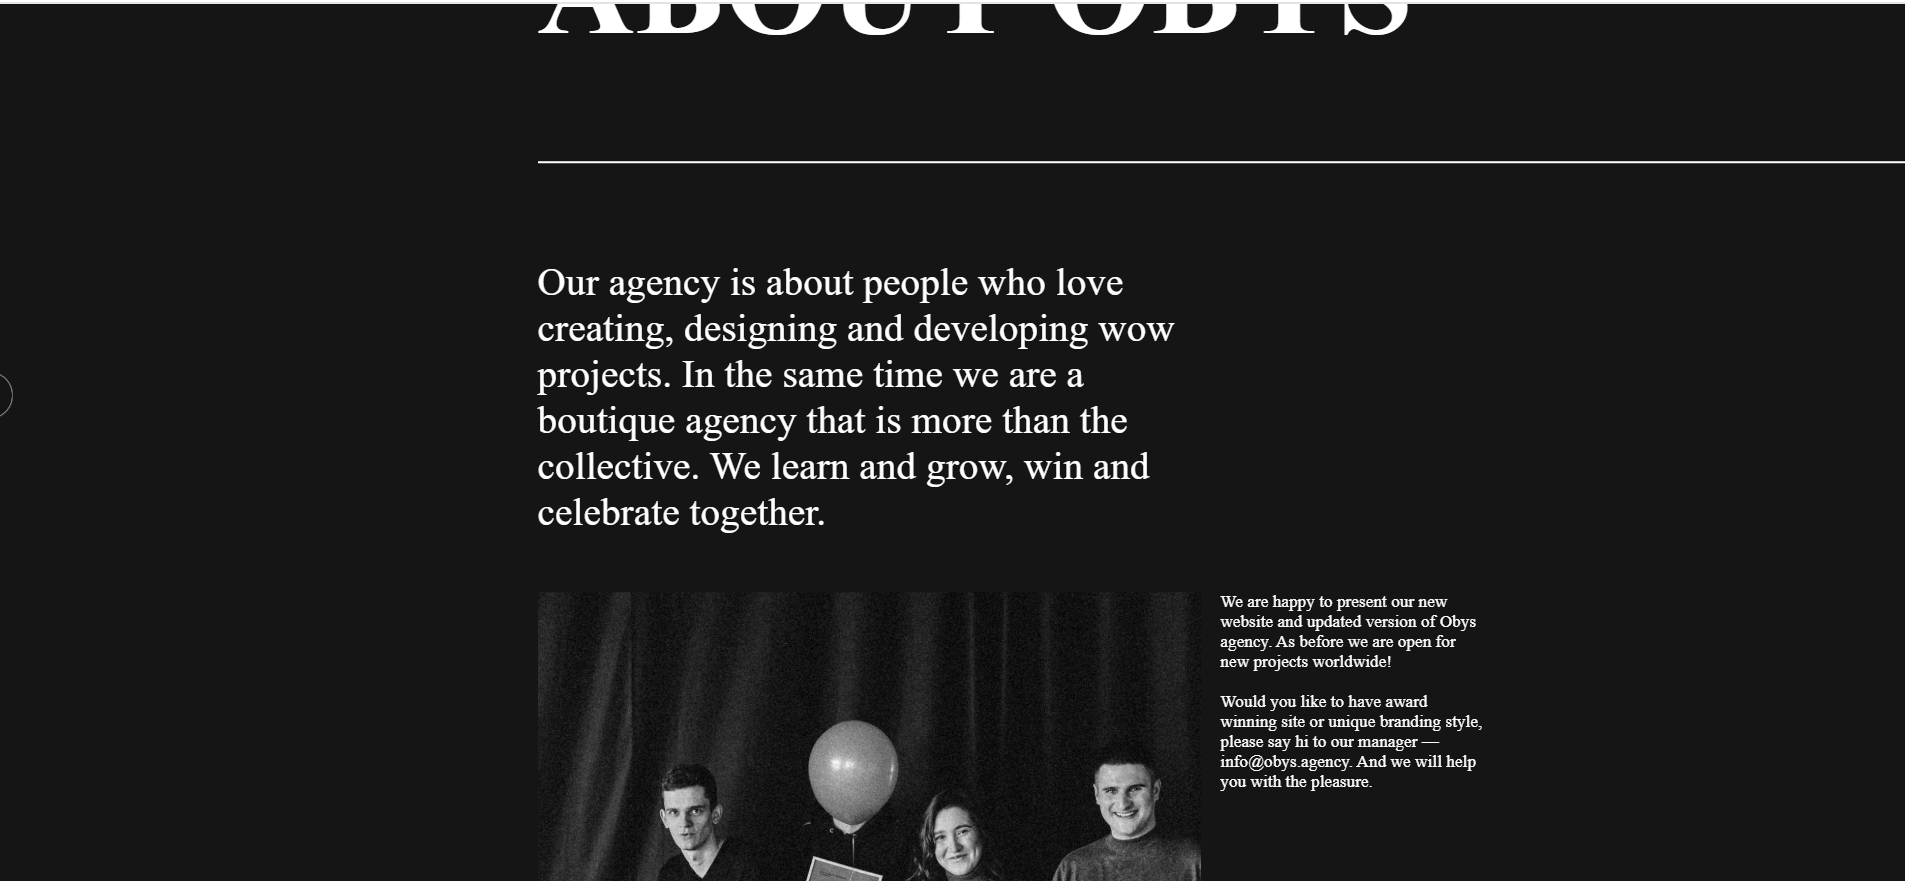 ABOUT OBYS
Our agency is about people who love
creating, designing and developing wow
projects. In the same time we are a
boutique agency that is more than the
collective. We learn and grow, win and
celebrate together.
We are happy to present our new
website and updated version of Obys
agency. As before we are open for
new projects worldwide!
Would you like to have award
winning site or unique branding style,
please say hi to our manager —
info@obys.agency. And we will help
you with the pleasure.